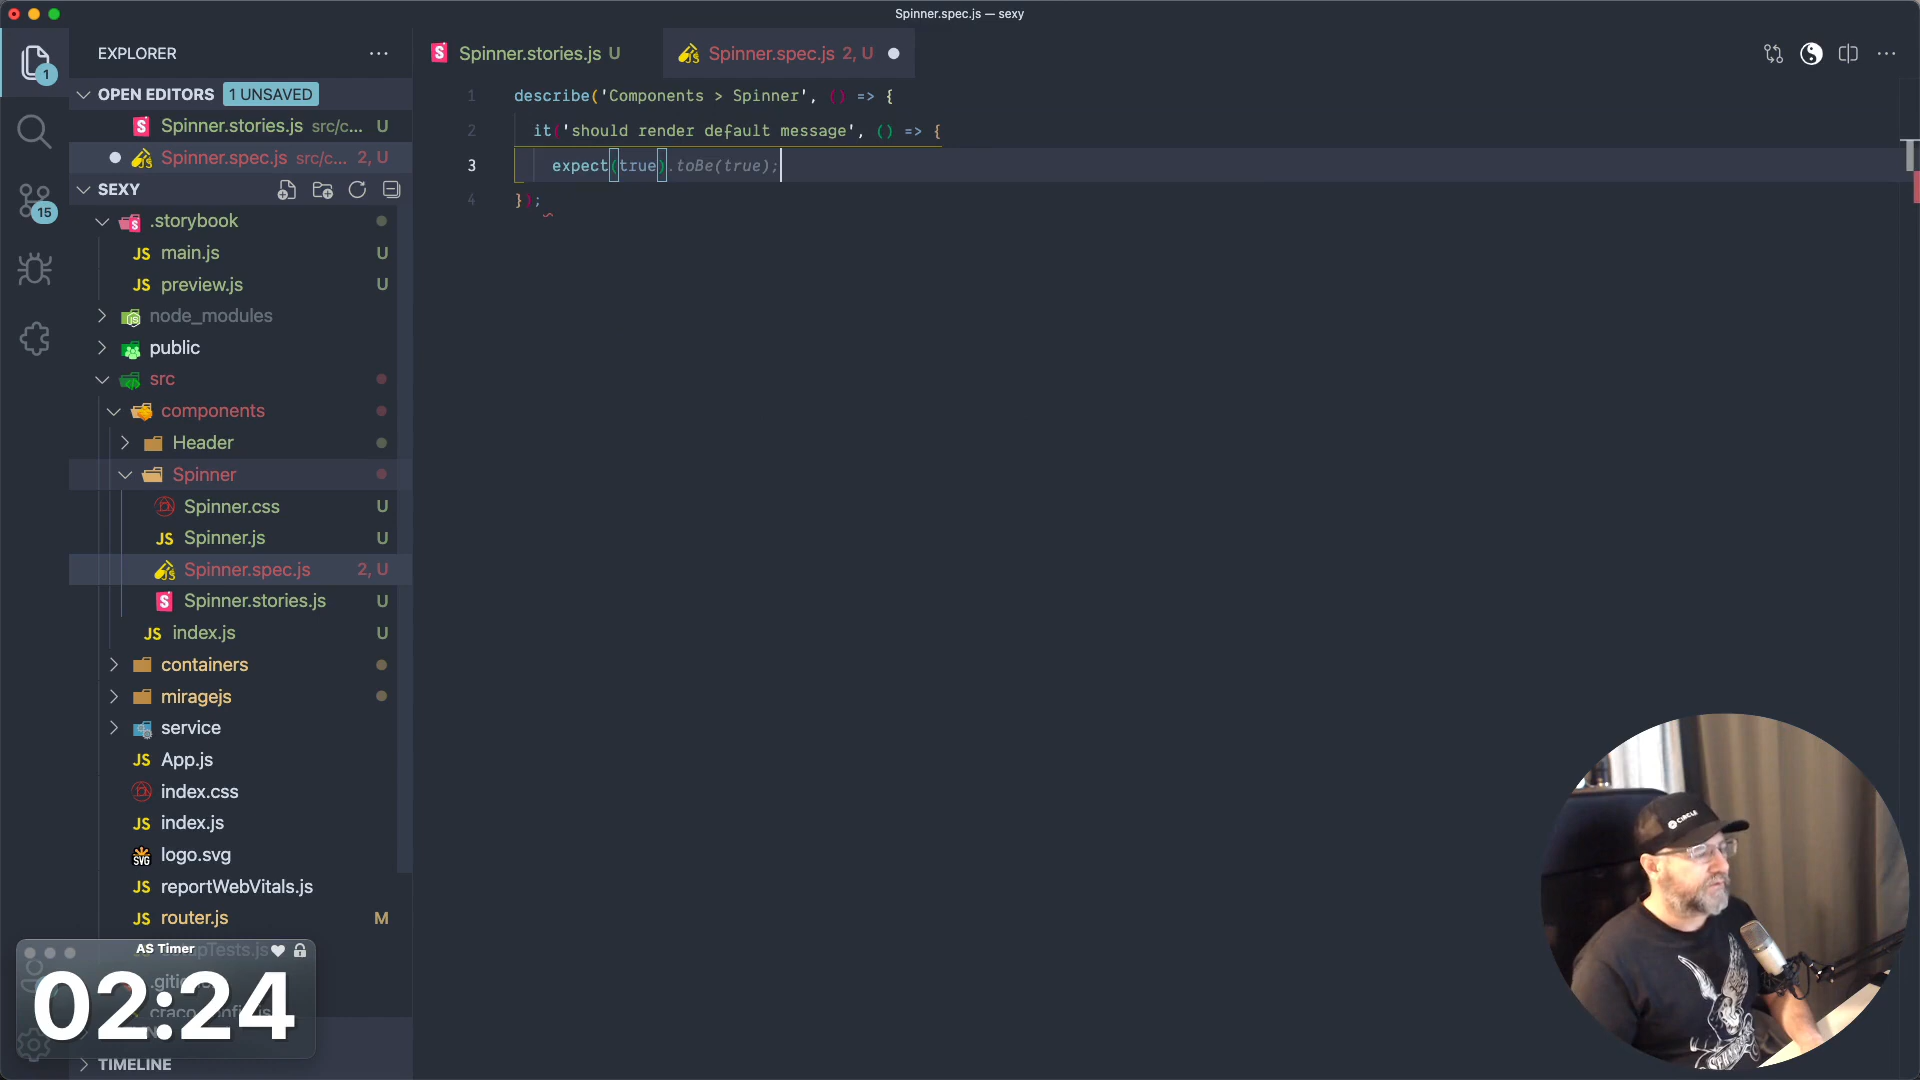 Spinner.spec.js — sexy
EXPLORER
OPEN EDITORS 1 UNSAVED
Spinner.stories.js src/c... U
Spinner.spec.js src/c... 2, U
SEXY
.storybook
main.js U
preview.js U
node_modules
public
src
components
Header
Spinner
Spinner.css U
Spinner.js U
Spinner.spec.js 2, U
Spinner.stories.js U
index.js U
containers
miragejs
service
App.js
index.css
index.js
logo.svg
reportWebVitals.js
router.js M
TIMELINE
1
15
AS Timer
02:24
Spinner.stories.js U
Spinner.spec.js 2, U
1 describe('Components > Spinner', () => {
2 it('should render default message', () => {
3 expect(true).toBe(true);
4 });
CIRCLE